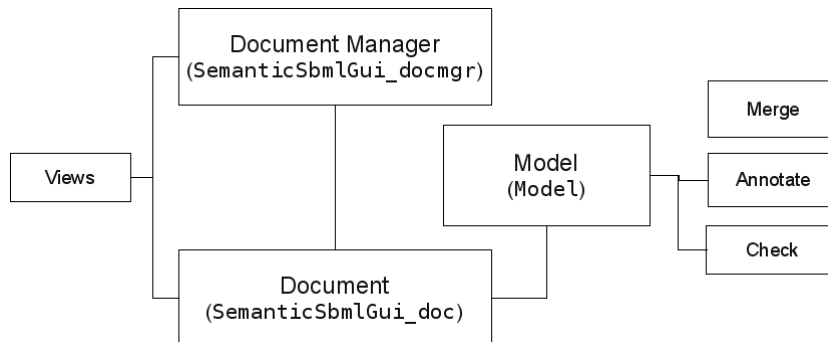 Document Manager
(SemanticSbmlGui_docmgr)
Merge
Model
(Model)
Views
Annotate
Check
Document
(SemanticSbmlGui_doc)